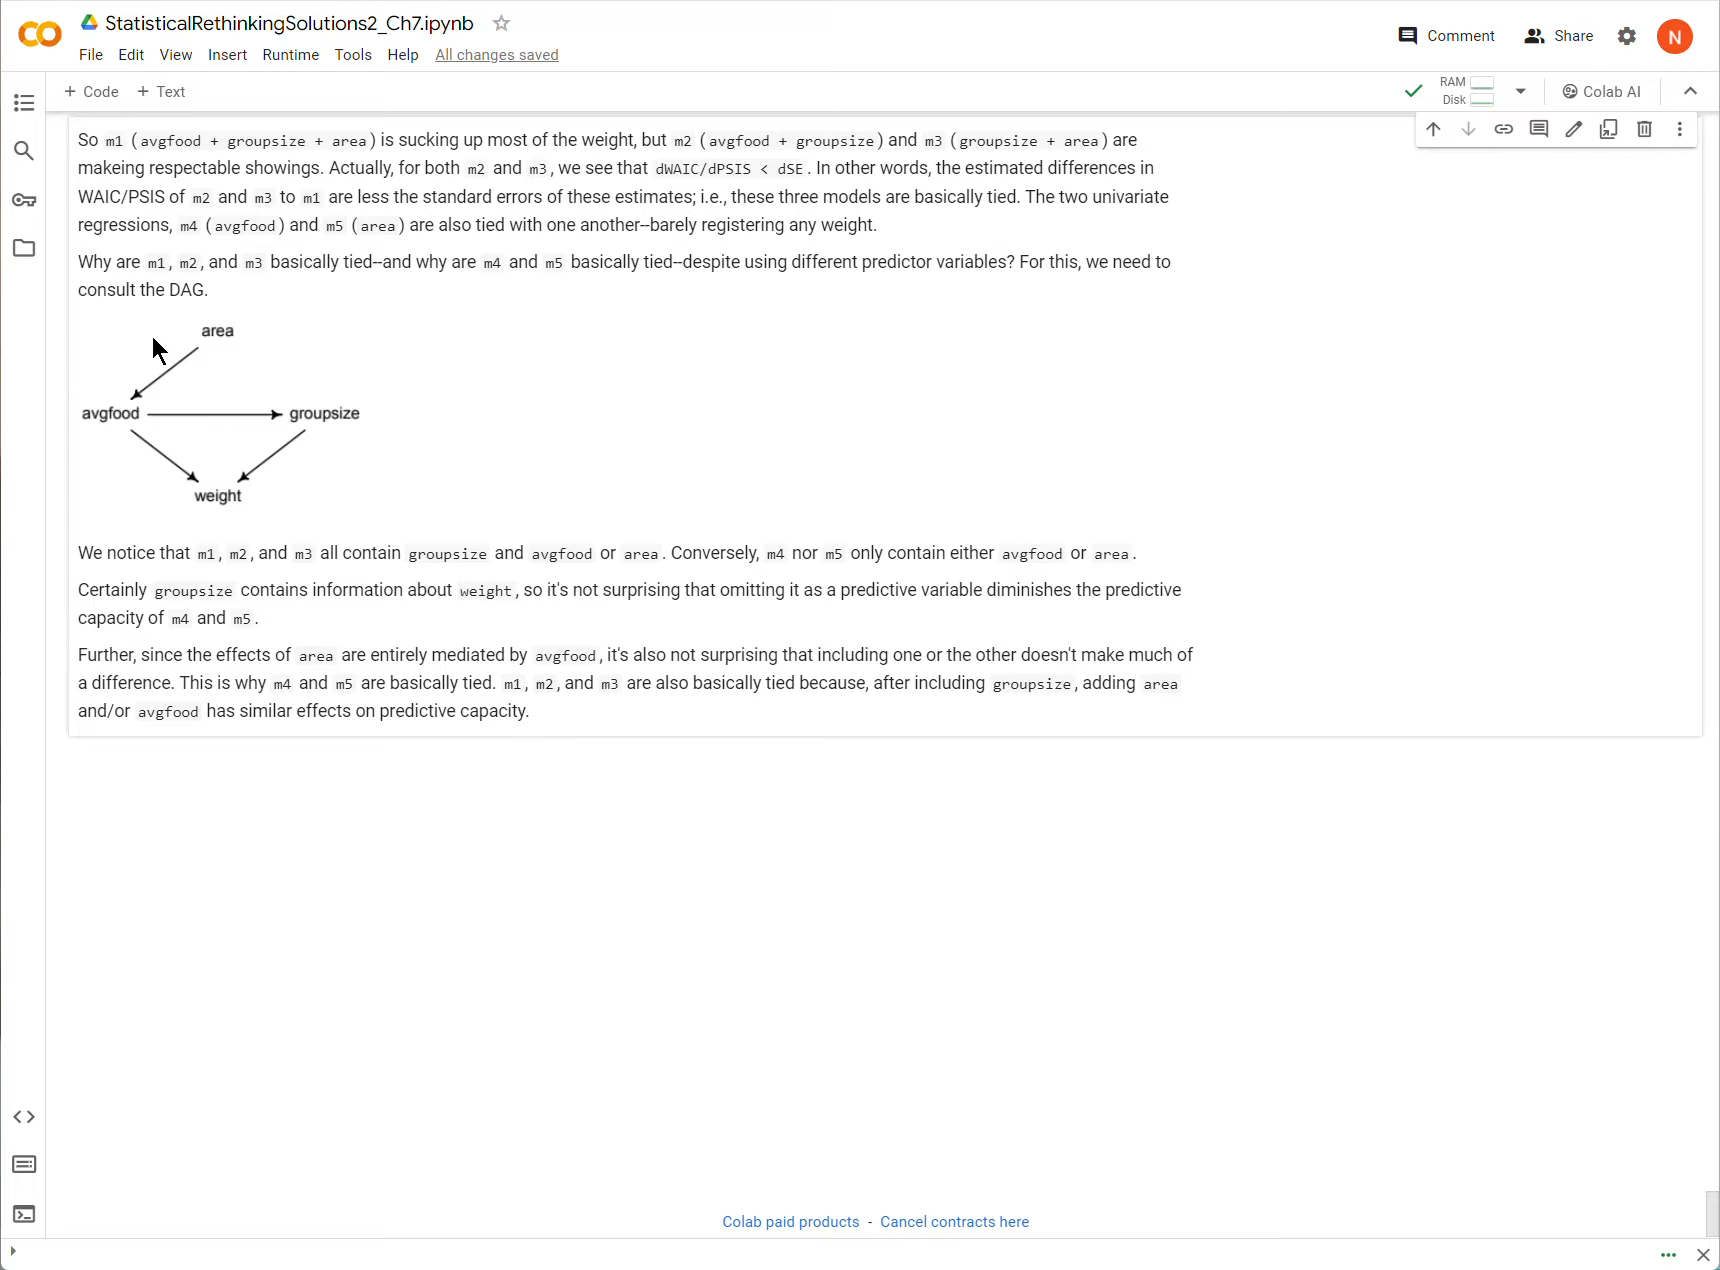 StatisticalRethinkingSolutions2_Ch7.ipynb
File Edit View Insert Runtime Tools Help All changes saved
Comment Share N
+ Code + Text
RAM
Disk
Colab AI
So m1 (avgfood + groupsize + area) is sucking up most of the weight, but m2 (avgfood + groupsize) and m3 (groupsize + area) are
makeing respectable showings. Actually, for both m2 and m3, we see that dWAIC/dPSIS < dSE. In other words, the estimated differences in
WAIC/PSIS of m2 and m3 to m1 are less the standard errors of these estimates; i.e., these three models are basically tied. The two univariate
regressions, m4 (avgfood) and m5 (area) are also tied with one another--barely registering any weight.
Why are m1, m2, and m3 basically tied--and why are m4 and m5 basically tied--despite using different predictor variables? For this, we need to
consult the DAG.
area
avgfood groupsize
weight
We notice that m1, m2, and m3 all contain groupsize and avgfood or area. Conversely, m4 nor m5 only contain either avgfood or area.
Certainly groupsize contains information about weight, so it's not surprising that omitting it as a predictive variable diminishes the predictive
capacity of m4 and m5.
Further, since the effects of area are entirely mediated by avgfood, it's also not surprising that including one or the other doesn't make much of
a difference. This is why m4 and m5 are basically tied. m1, m2, and m3 are also basically tied because, after including groupsize, adding area
and/or avgfood has similar effects on predictive capacity.
Colab paid products - Cancel contracts here